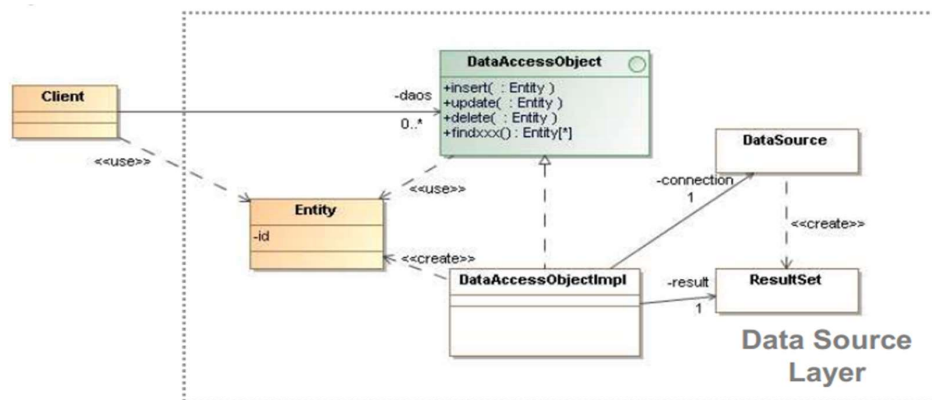 DataAccessObject
+insert( : Entity )
+update( : Entity )
+delete( : Entity )
+findxxx() : Entity[*]
Client
-daos
0..*
<<use>>
<<use>>
DataSource
-connection
1
Entity
-id
<<create>>
<<create>>
DataAccessObjectImpl
-result
1
ResultSet
Data Source
Layer